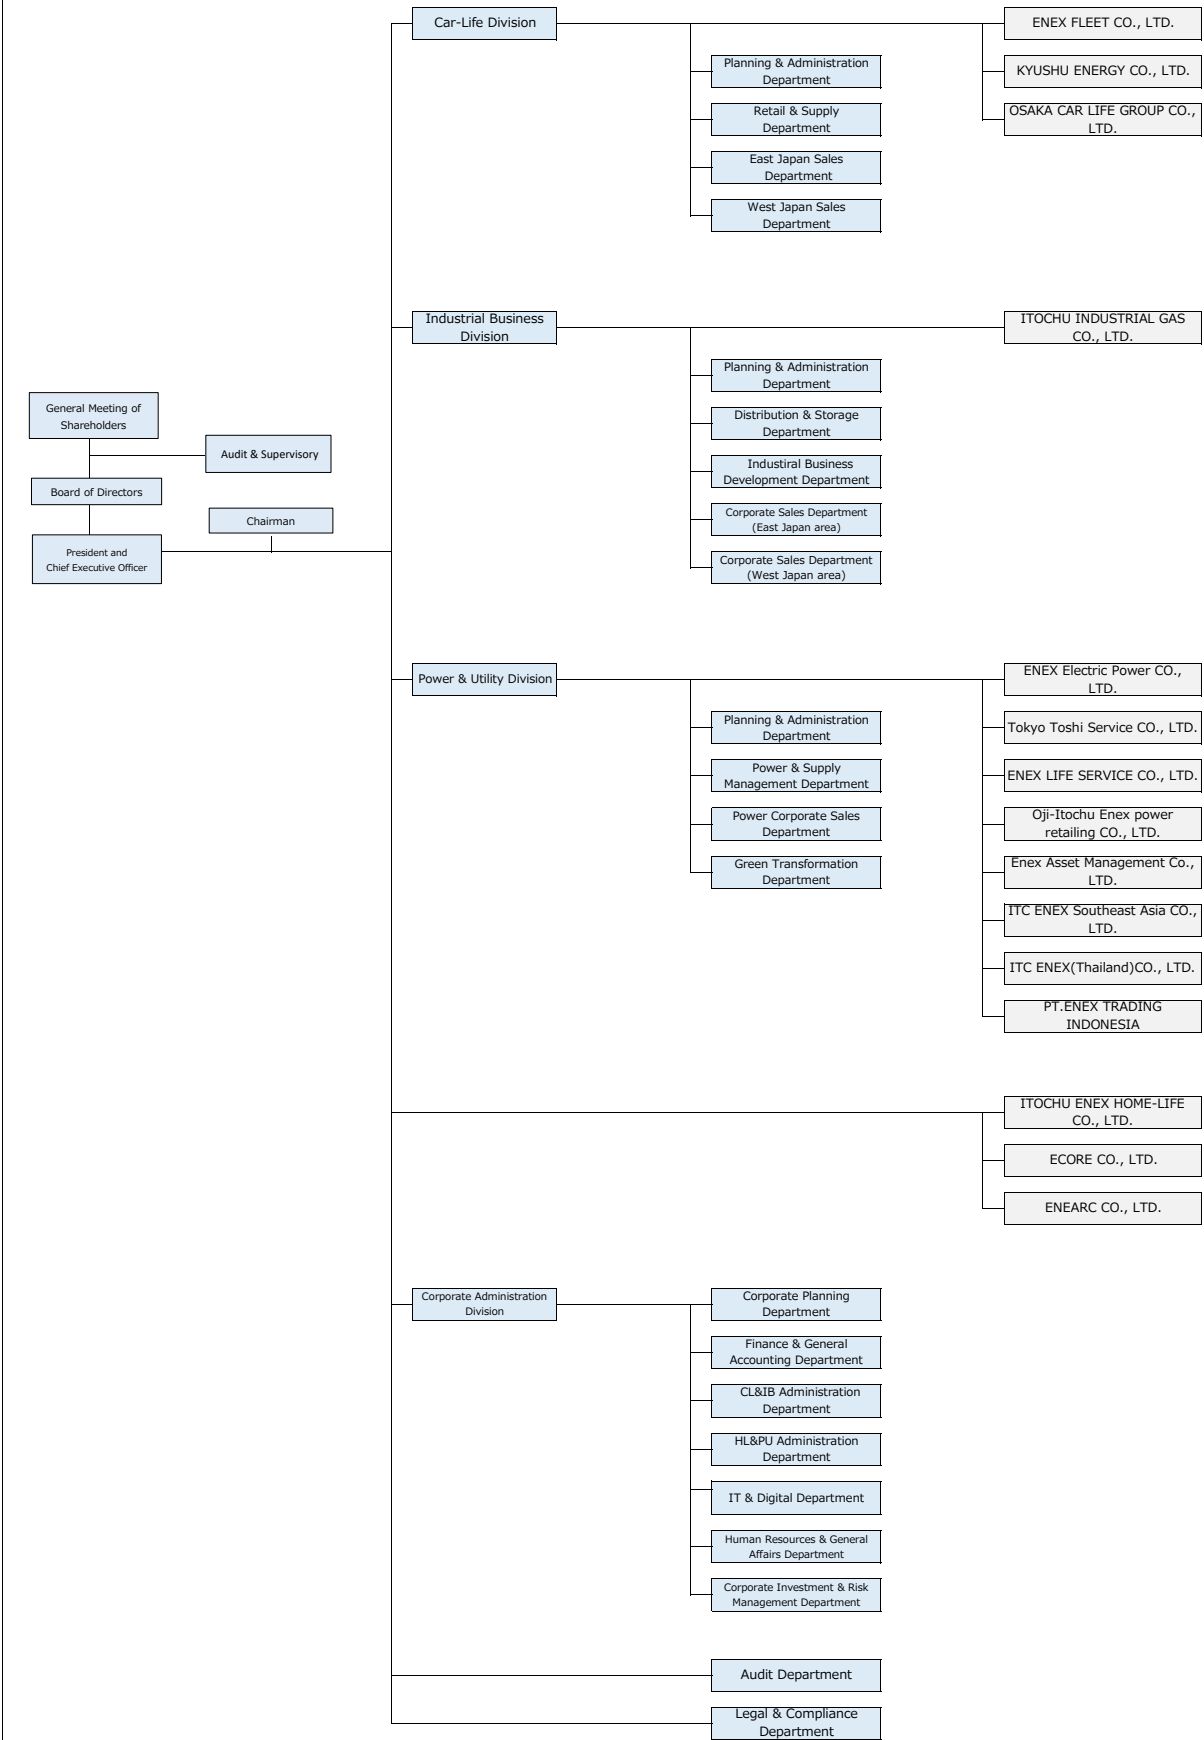 Car-Life Division
ENEX FLEET CO., LTD.
Planning & Administration
Department
KYUSHU ENERGY CO., LTD.
Retail & Supply
Department
OSAKA CAR LIFE GROUP CO.,
LTD.
East Japan Sales
Department
West Japan Sales
Department
Industrial Business
Division
ITOCHU INDUSTRIAL GAS
CO., LTD.
Planning & Administration
Department
Distribution & Storage
Department
Industiral Business
Development Department
Corporate Sales Department
(East Japan area)
Corporate Sales Department
(West Japan area)
General Meeting of
Shareholders
Audit & Supervisory
Board of Directors
Chairman
President and
Chief Executive Officer
Power & Utility Division
ENEX Electric Power CO.,
LTD.
Planning & Administration
Department
Tokyo Toshi Service CO., LTD.
Power & Supply
Management Department
ENEX LIFE SERVICE CO., LTD.
Power Corporate Sales
Department
Oji-Itochu Enex power
retailing CO., LTD.
Green Transformation
Department
Enex Asset Management Co.,
LTD.
ITC ENEX Southeast Asia CO.,
LTD.
ITC ENEX(Thailand)CO., LTD.
PT.ENEX TRADING
INDONESIA
ITOCHU ENEX HOME-LIFE
CO., LTD.
ECORE CO., LTD.
ENEARC CO., LTD.
Corporate Administration
Division
Corporate Planning
Department
Finance & General
Accounting Department
CL&IB Administration
Department
HL&PU Administration
Department
IT & Digital Department
Human Resources & General
Affairs Department
Corporate Investment & Risk
Management Department
Audit Department
Legal & Compliance
Department